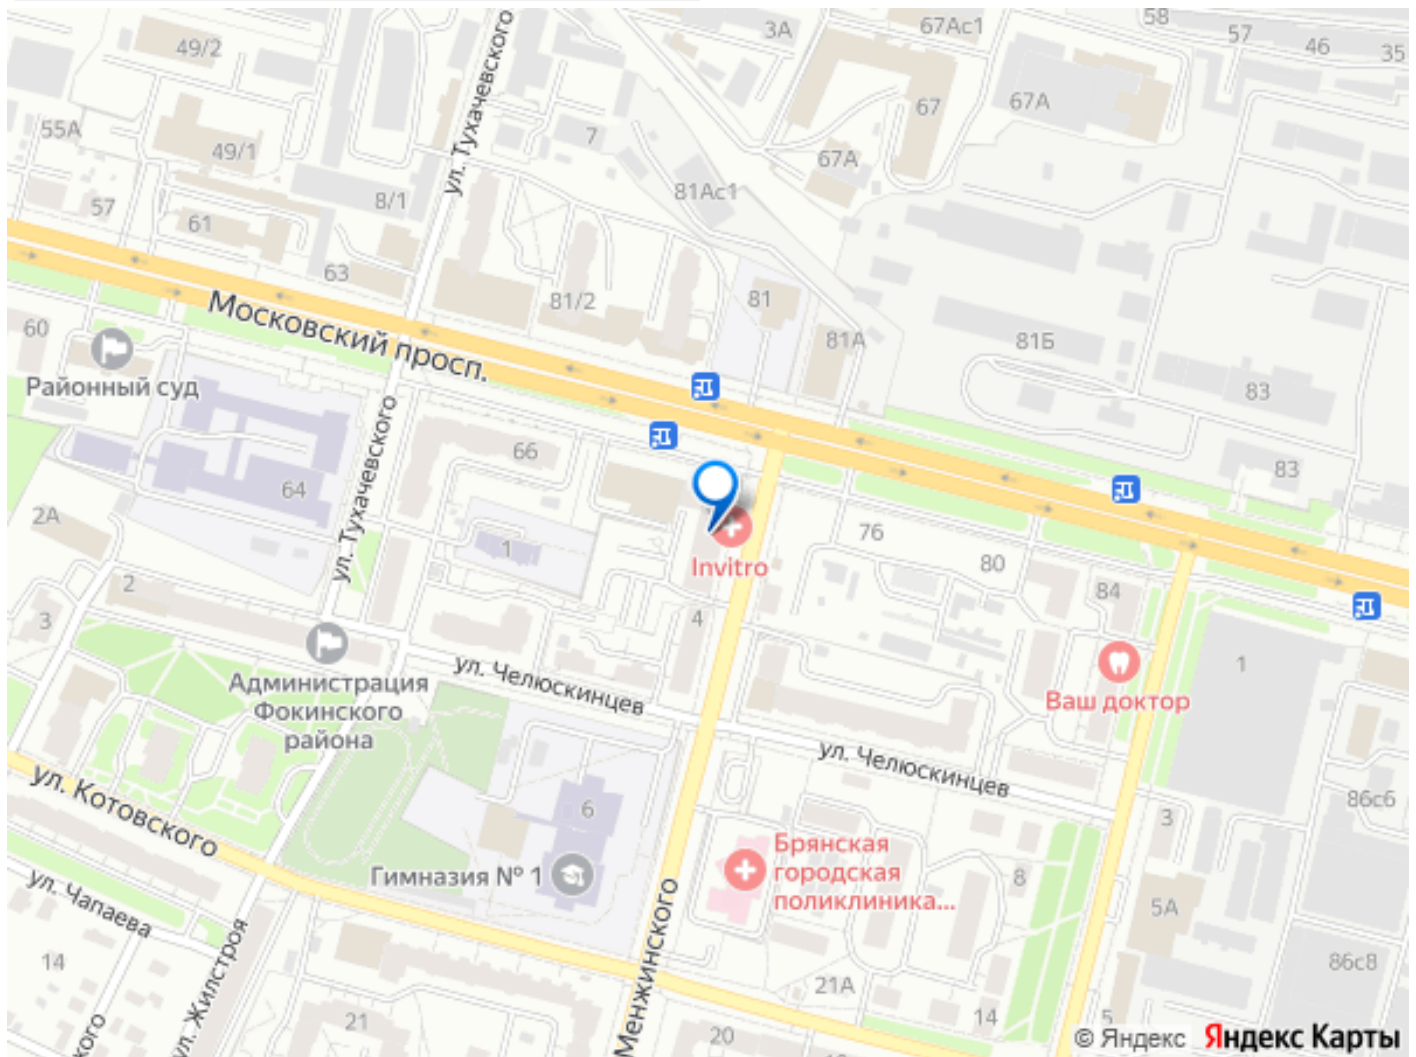 58
57
46
35
49/2
3А
67Ас1
ул. Тухачевского
67
67А
55А
49/1
7
67А
8/1
81Ас1
57
61
63
81/2
81
81А
81Б
60
Московский просп.
83
Районный суд
ул. Тухачевского
66
83
64
2А
1
76
Invitro
80
84
2
3
4
1
Администрация
Фокинского
района
ул. Челюскинцев
Ваш доктор
ул. Челюскинцев
ул. Котовского
86с6
6
3
Гимназия № 1
Брянская
городская
поликлиника...
8
ул. Чапаева
5А
14
ул. Жилстроя
Менжинского
86с8
21А
21
20
14
5
кого
© Яндекс Яндекс Карты